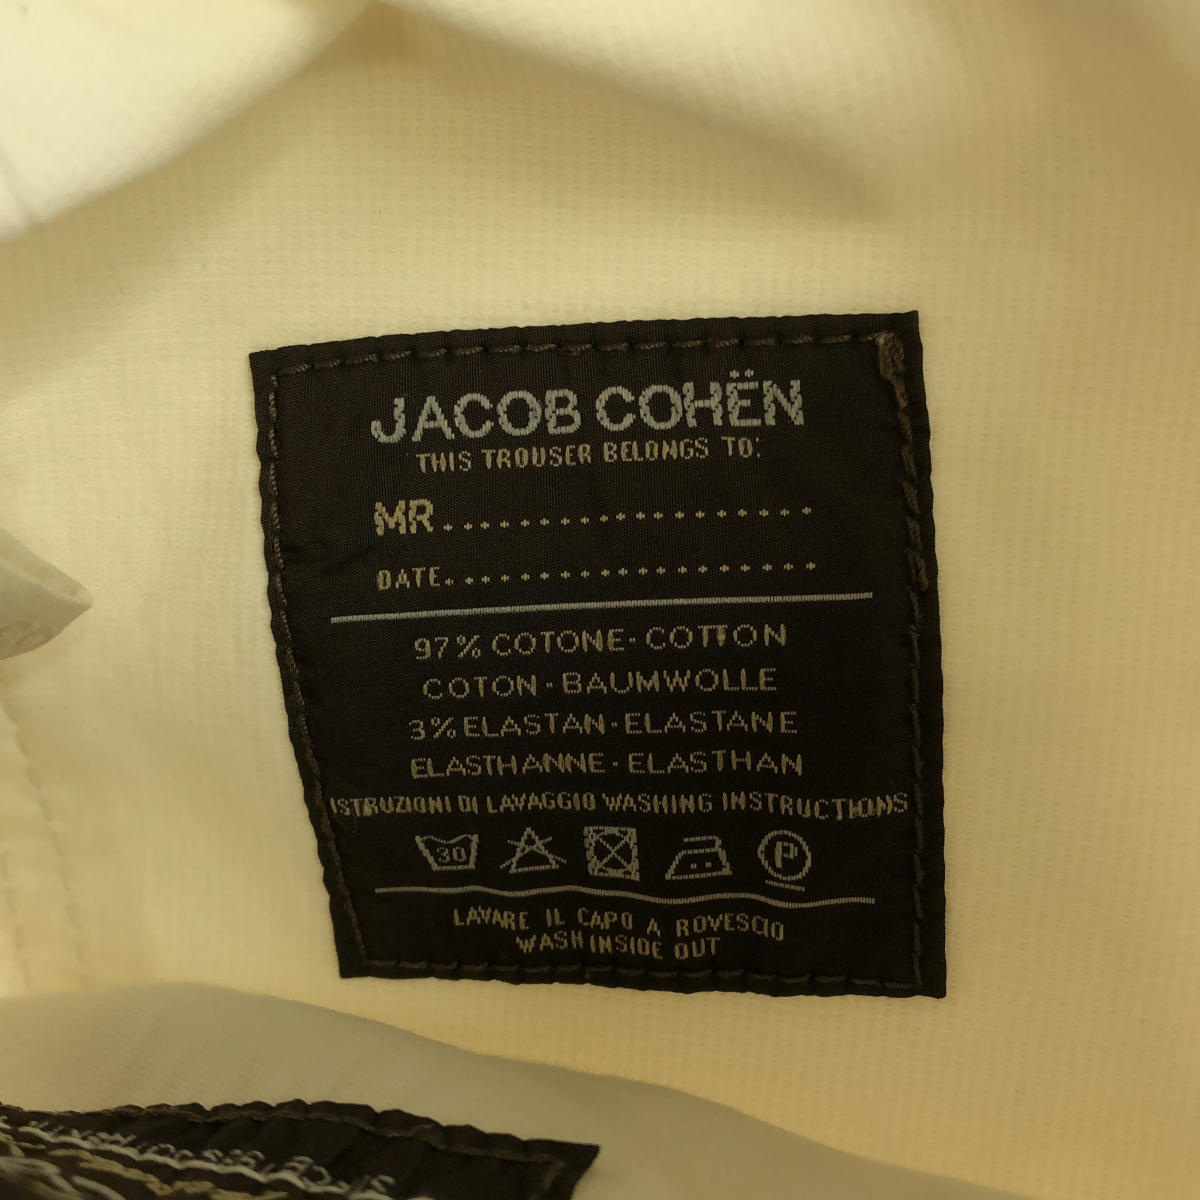 JACOB COHËN
THIS TROUSER BELONGS TO:
MR...................
DATE....................
97% COTONE-COTTON
COTON-BAUMWOLLE
3% ELASTAN-ELASTANE
ELASTHANNE-ELASTHAN
ISTRUZIONI DI LAVAGGIO WASHING INSTRUCTIONS
30 P
LAVARE IL CAPO A ROVESCIO
WASH INSIDE OUT